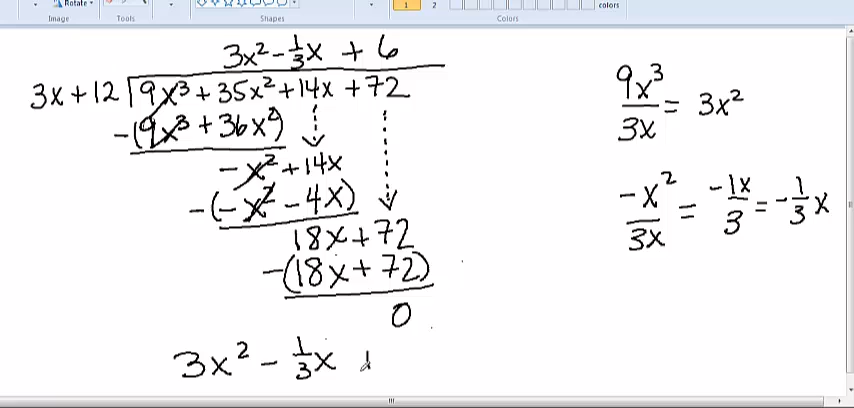 Rotate
Image
Tools
Shapes
1
2
colors
Colors
3x² - 1/3x + 6
3x + 12 9x³ + 35x² + 14x + 72
-(9x³ + 36x²)
-x² + 14x
-(-x² - 4x)
18x + 72
-(18x + 72)
0
3x² - 1/3x
9x³/3x = 3x²
-x²/3x = -1x/3 = -1/3x